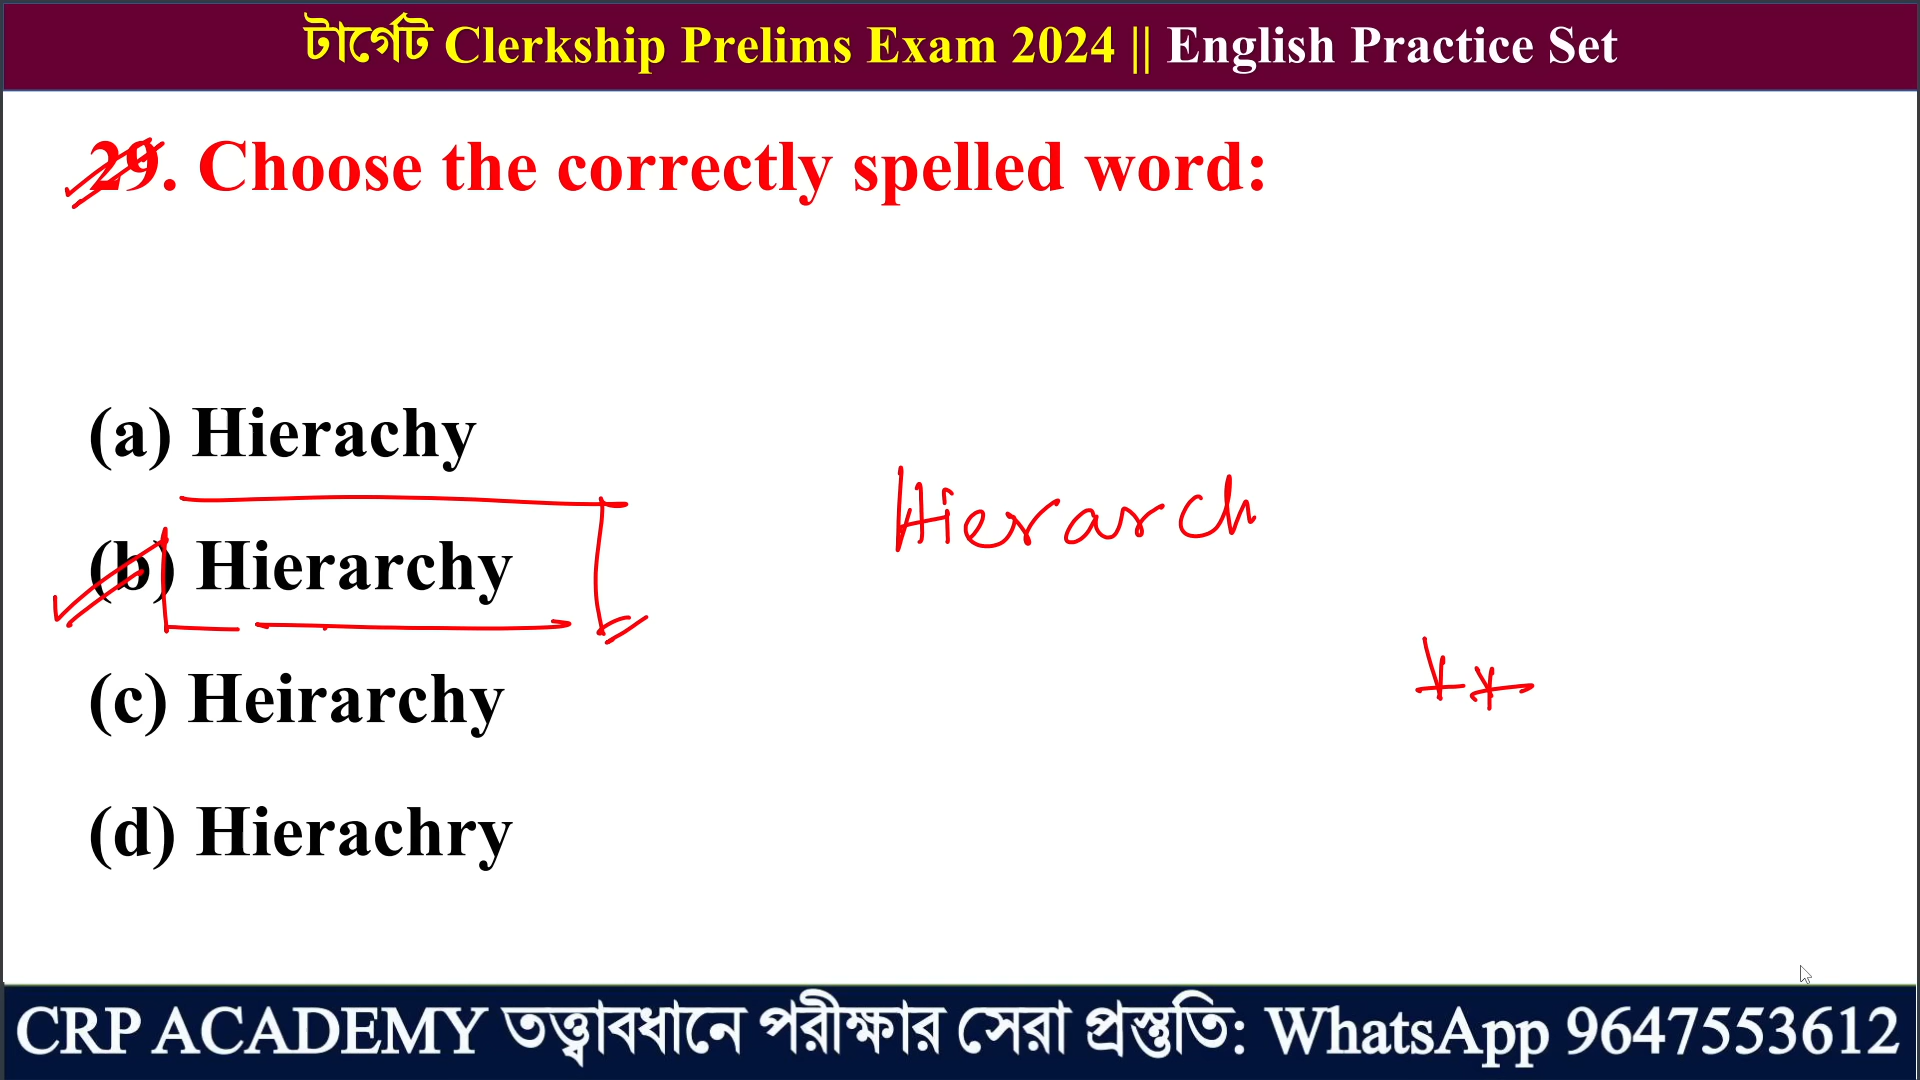 টার্গেট Clerkship Prelims Exam 2024 || English Practice Set
29. Choose the correctly spelled word:
(a) Hierachy
(b) Hierarchy
Hierarch
(c) Heirarchy
(d) Hierachry
CRP ACADEMY তত্ত্বাবধানে পরীক্ষার সেরা প্রস্তুতি: WhatsApp 9647553612